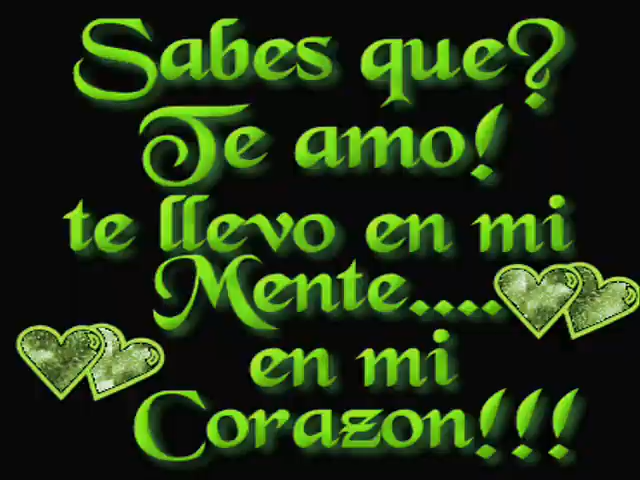 Sabes que?
Te amo!
te llevo en mi
Mente....
en mi
Corazon!!!